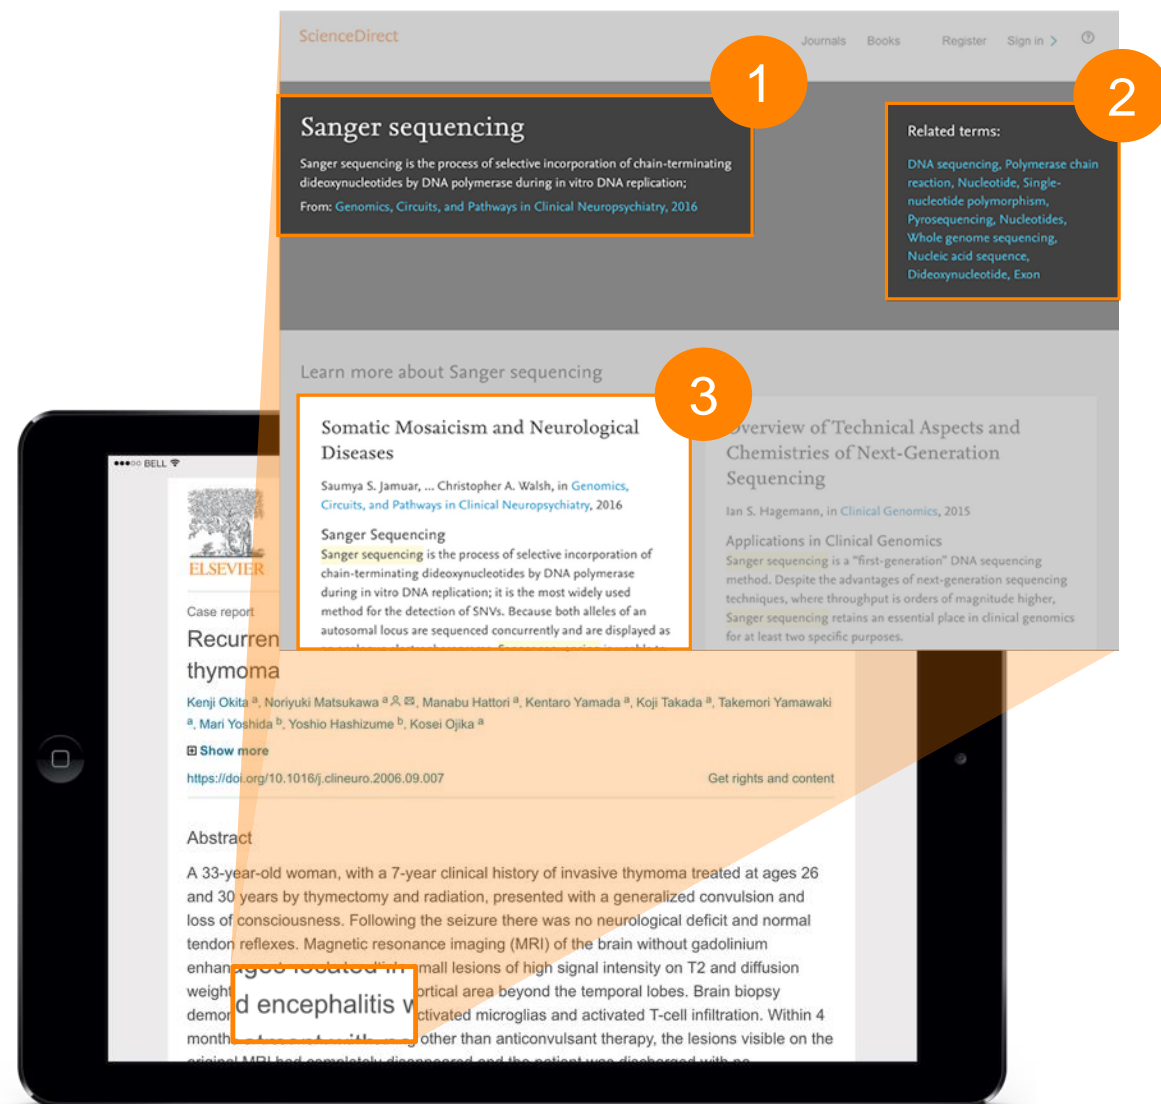 ScienceDirect
Journals Books Register Sign in > ?
1
2
Sanger sequencing
Sanger sequencing is the process of selective incorporation of chain-terminating
dideoxynucleotides by DNA polymerase during in vitro DNA replication;
From: Genomics, Circuits, and Pathways in Clinical Neuropsychiatry, 2016
Related terms:
DNA sequencing, Polymerase chain
reaction, Nucleotide, Single-
nucleotide polymorphism,
Pyrosequencing, Nucleotides,
Whole genome sequencing,
Nucleic acid sequence,
Dideoxynucleotide, Exon
Learn more about Sanger sequencing
3
Somatic Mosaicism and Neurological
Diseases
Saumya S. Jamuar, ... Christopher A. Walsh, in Genomics,
Circuits, and Pathways in Clinical Neuropsychiatry, 2016
Sanger Sequencing
Sanger sequencing is the process of selective incorporation of
chain-terminating dideoxynucleotides by DNA polymerase
during in vitro DNA replication; it is the most widely used
method for the detection of SNVs. Because both alleles of an
autosomal locus are sequenced concurrently and are displayed as
Overview of Technical Aspects and
Chemistries of Next-Generation
Sequencing
Ian S. Hagemann, in Clinical Genomics, 2015
Applications in Clinical Genomics
Sanger sequencing is a "first-generation" DNA sequencing
method. Despite the advantages of next-generation sequencing
techniques, where throughput is orders of magnitude higher,
Sanger sequencing retains an essential place in clinical genomics
for at least two specific purposes.
BELL
ELSEVIER
Case report
Recurren
thymoma
Kenji Okita a, Noriyuki Matsukawa a, Manabu Hattori a, Kentaro Yamada a, Koji Takada a, Takemori Yamawaki
a, Mari Yoshida b, Yoshio Hashizume b, Kosei Ojika a
Show more
https://doi.org/10.1016/j.clineuro.2006.09.007 Get rights and content
Abstract
A 33-year-old woman, with a 7-year clinical history of invasive thymoma treated at ages 26
and 30 years by thymectomy and radiation, presented with a generalized convulsion and
loss of consciousness. Following the seizure there was no neurological deficit and normal
tendon reflexes. Magnetic resonance imaging (MRI) of the brain without gadolinium
enhan small lesions of high signal intensity on T2 and diffusion
weight ortical area beyond the temporal lobes. Brain biopsy
d encephalitis w
demon ctivated microglias and activated T-cell infiltration. Within 4
month other than anticonvulsant therapy, the lesions visible on the
original MRI had completely disappeared and the patient was discharged with no